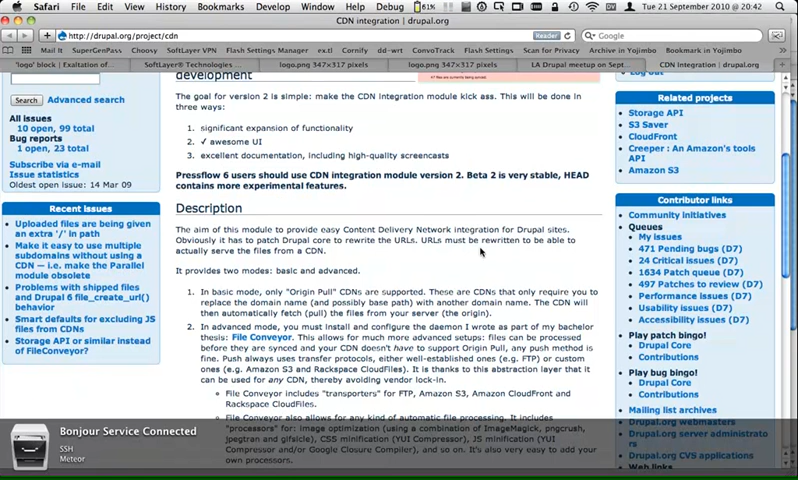 Safari File Edit View History Bookmarks Develop Window Debug Help 61% Tue 21 September 2010 20:42
CDN integration | drupal.org
http://drupal.org/project/cdn Reader Google
Mail It SuperGenPass Choosy SoftLayer VPN Flash Settings Manager ex.tl Cornify dd-wrt ConvoTrack Flash Settings Scan for Privacy Archive in Yojimbo Bookmark in Yojimbo
'logo' block | Exaltation of... SoftLayer® Technologies ... logo.png 347×317 pixels logo.png 347×317 pixels LA Drupal meetup on Sept... CDN integration | drupal.org
Search Advanced search
All issues
10 open, 99 total
Bug reports
1 open, 23 total
Subscribe via e-mail
Issue statistics
Oldest open issue: 14 Mar 09
Recent issues
Uploaded files are being given
an extra '/' in path
Make it easy to use multiple
subdomains without using a
CDN — i.e. make the Parallel
module obsolete
Problems with shipped files
and Drupal 6 file_create_url()
behavior
Smart defaults for excluding JS
files from CDNs
Storage API or similar instead
of FileConveyor?
development
The goal for version 2 is simple: make the CDN integration module kick ass. This will be done in
three ways:
1. significant expansion of functionality
2. ✓ awesome UI
3. excellent documentation, including high-quality screencasts
Pressflow 6 users should use CDN integration module version 2. Beta 2 is very stable, HEAD
contains more experimental features.
Description
The aim of this module to provide easy Content Delivery Network integration for Drupal sites.
Obviously it has to patch Drupal core to rewrite the URLs. URLs must be rewritten to be able to
actually serve the files from a CDN.
It provides two modes: basic and advanced.
1. In basic mode, only "Origin Pull" CDNs are supported. These are CDNs that only require you to
replace the domain name (and possibly base path) with another domain name. The CDN will
then automatically fetch (pull) the files from your server (the origin).
2. In advanced mode, you must install and configure the daemon I wrote as part of my bachelor
thesis: File Conveyor. This allows for much more advanced setups: files can be processed
before they are synced and your CDN doesn't have to support Origin Pull, any push method is
fine. Push always uses transfer protocols, either well-established ones (e.g. FTP) or custom
ones (e.g. Amazon S3 and Rackspace CloudFiles). It is thanks to this abstraction layer that it
can be used for any CDN, thereby avoiding vendor lock-in.
File Conveyor includes "transporters" for FTP, Amazon S3, Amazon CloudFront and
Rackspace CloudFiles.
File Conveyor also allows for any kind of automatic file processing. It includes
"processors" for: image optimization (using a combination of ImageMagick, pngcrush,
jpegtran and gifsicle), CSS minification (YUI Compressor), JS minification (YUI
Compressor and/or Google Closure Compiler), and so on. It's also very easy to add your
own processors.
Log out
Related projects
Storage API
S3 Saver
CloudFront
Creeper : An Amazon's tools
API
Amazon S3
Contributor links
Community initiatives
Queues
My issues
471 Pending bugs (D7)
24 Critical issues (D7)
1634 Patch queue (D7)
497 Patches to review (D7)
Performance issues (D7)
Usability issues (D7)
Accessibility issues (D7)
Play patch bingo!
Drupal Core
Contributions
Play bug bingo!
Drupal Core
Contributions
Mailing list archives
Drupal.org webmasters
Drupal.org server administrato
rs
Drupal.org CVS applications
Web links
Bonjour Service Connected
SSH
Meteor